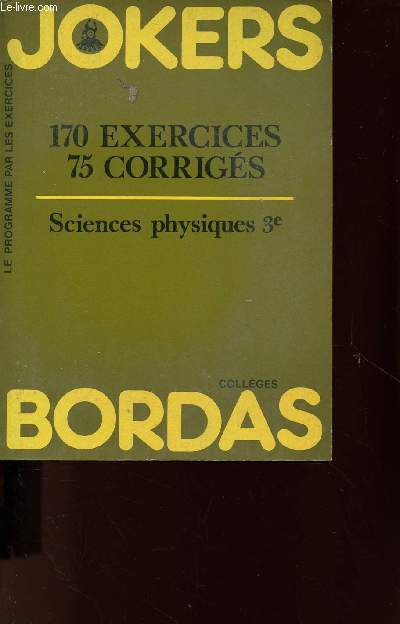 Le-livre.com
JOKERS
LE PROGRAMME PAR LES EXERCICES
170 EXERCICES
75 CORRIGÉS
Sciences physiques 3e
COLLÈGES
BORDAS